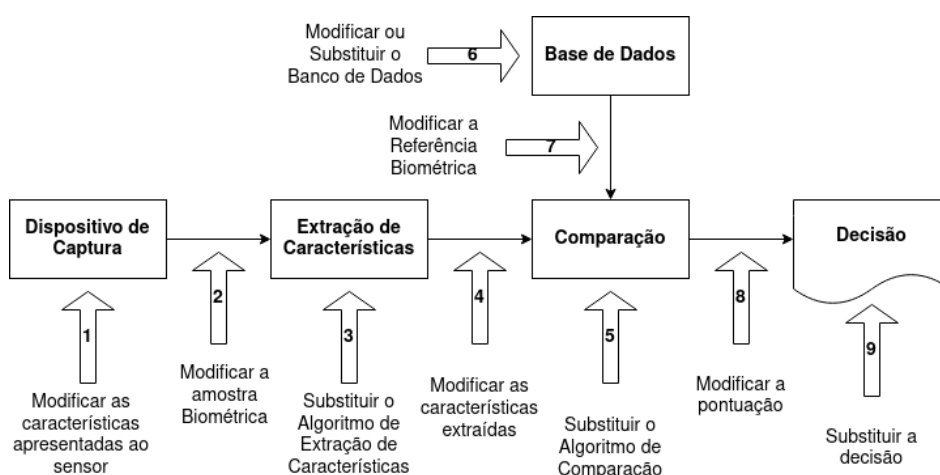 Modificar ou
Substituir o
Banco de Dados
6
Base de Dados
Modificar a
Referência
Biométrica
7
Dispositivo de
Captura
Extração de
Características
Comparação
Decisão
1
2
3
4
5
8
9
Modificar as
características
apresentadas ao
sensor
Modificar a
amostra
Biométrica
Substituir o
Algoritmo de
Extração de
Características
Modificar as
características
extraídas
Substituir o
Algoritmo de
Comparação
Modificar a
pontuação
Substituir a
decisão